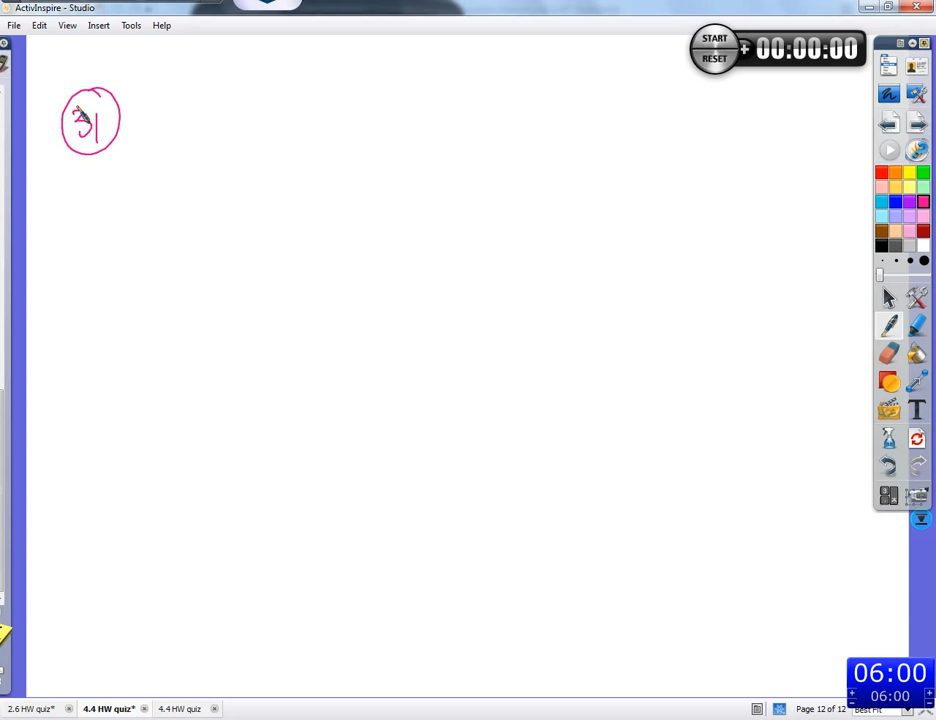 ActivInspire - Studio
File Edit View Insert Tools Help
START
RESET
00:00:00
31
T
06:00
06:00
2.6 HW quiz* 4.4 HW quiz* 4.4 HW quiz Page 12 of 12 Best Fit